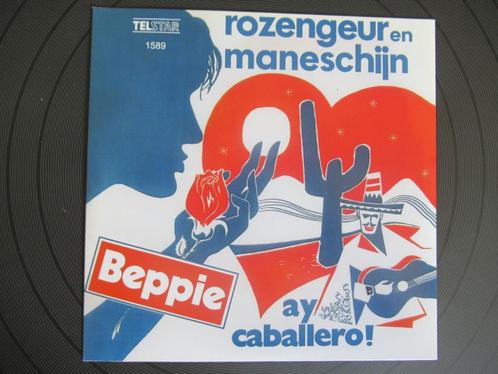 TELSTAR
1589
rozengeur en
maneschijn
Beppie
ay
caballero!